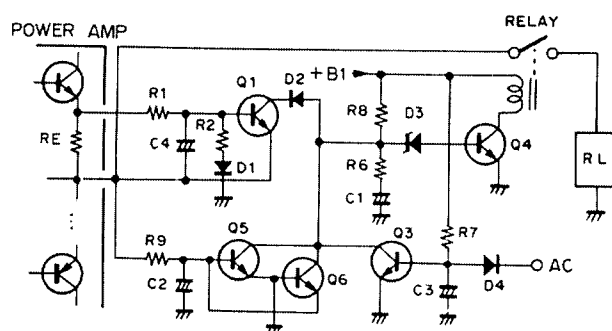 POWER AMP
RELAY
Q1
D2
+B1
R1
R2
R8
D3
RE
C4
D1
R6
Q4
RL
C1
Q5
Q3
R7
R9
C2
Q6
C3
D4
AC